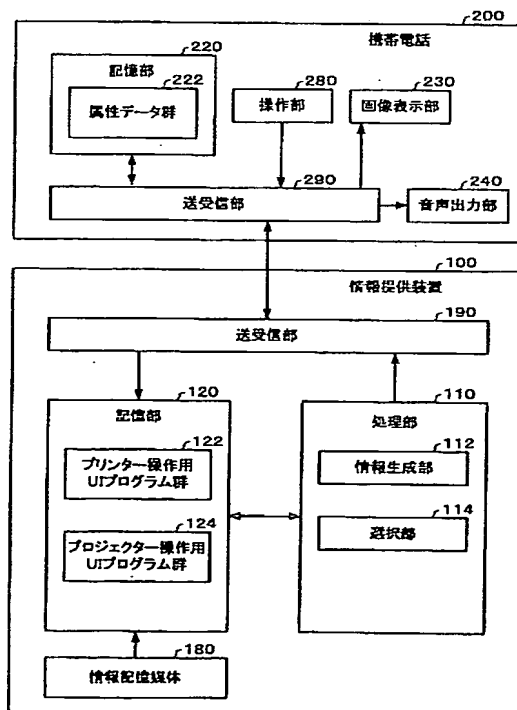 200
携帯電話
220
記憶部
222
属性データ群
280
操作部
230
画像表示部
290
送受信部
240
音声出力部
100
情報提供装置
190
送受信部
120
記憶部
122
プリンター操作用
UIプログラム群
124
プロジェクター操作用
UIプログラム群
110
処理部
112
情報生成部
114
選択部
180
情報記憶媒体